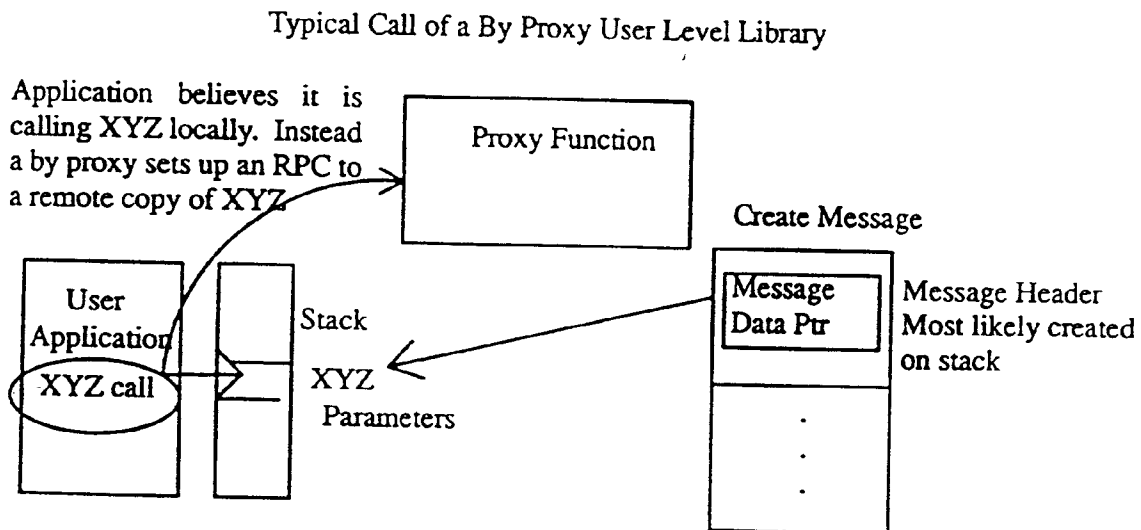 Typical Call of a By Proxy User Level Library
Application believes it is
calling XYZ locally. Instead
a by proxy sets up an RPC to
a remote copy of XYZ
Proxy Function
Create Message
User
Application
XYZ call
Stack
XYZ
Parameters
Message
Data Ptr
Message Header
Most likely created
on stack
.
.
.